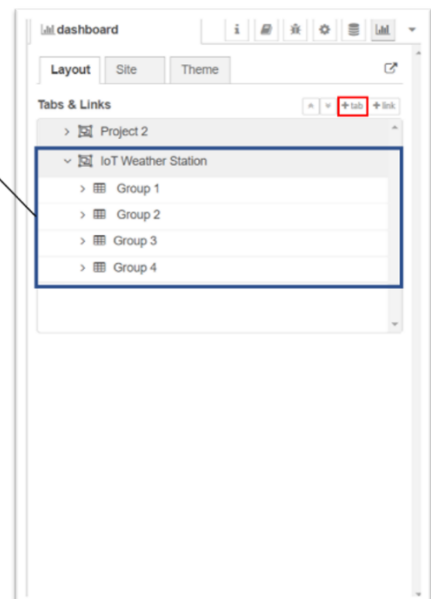 dashboard
i
Layout Site Theme
Tabs & Links
+tab +link
Project 2
IoT Weather Station
Group 1
Group 2
Group 3
Group 4